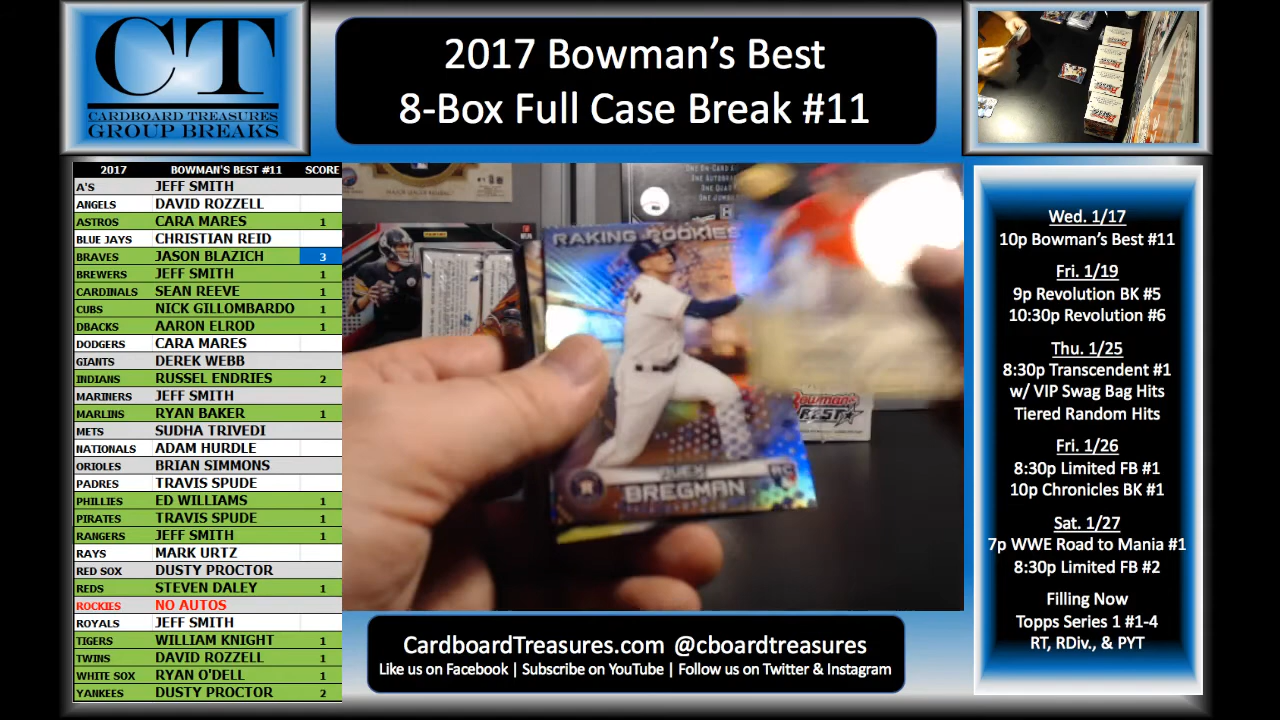 CT
CARDBOARD TREASURES
GROUP BREAKS
2017 Bowman's Best
8-Box Full Case Break #11
2017 BOWMAN'S BEST #11 SCORE
A'S JEFF SMITH
ANGELS DAVID ROZZELL
ASTROS CARA MARES 1
BLUE JAYS CHRISTIAN REID
BRAVES JASON BLAZICH 3
BREWERS JEFF SMITH 1
CARDINALS SEAN REEVE 1
CUBS NICK GILLOMBARDO 1
DBACKS AARON ELROD 1
DODGERS CARA MARES
GIANTS DEREK WEBB
INDIANS RUSSEL ENDRIES 2
MARINERS JEFF SMITH
MARLINS RYAN BAKER 1
METS SUDHA TRIVEDI
NATIONALS ADAM HURDLE
ORIOLES BRIAN SIMMONS
PADRES TRAVIS SPUDE
PHILLIES ED WILLIAMS 1
PIRATES TRAVIS SPUDE 1
RANGERS JEFF SMITH 1
RAYS MARK URTZ
RED SOX DUSTY PROCTOR
REDS STEVEN DALEY 1
ROCKIES NO AUTOS
ROYALS JEFF SMITH
TIGERS WILLIAM KNIGHT 1
TWINS DAVID ROZZELL 1
WHITE SOX RYAN O'DELL 1
YANKEES DUSTY PROCTOR 2
RAKING ROOKIES
ALEX
BREGMAN
RC
Bowman's
BEST
Wed. 1/17
10p Bowman's Best #11
Fri. 1/19
9p Revolution BK #5
10:30p Revolution #6
Thu. 1/25
8:30p Transcendent #1
w/ VIP Swag Bag Hits
Tiered Random Hits
Fri. 1/26
8:30p Limited FB #1
10p Chronicles BK #1
Sat. 1/27
7p WWE Road to Mania #1
8:30p Limited FB #2
Filling Now
Topps Series 1 #1-4
RT, RDiv., & PYT
CardboardTreasures.com @cboardtreasures
Like us on Facebook | Subscribe on YouTube | Follow us on Twitter & Instagram